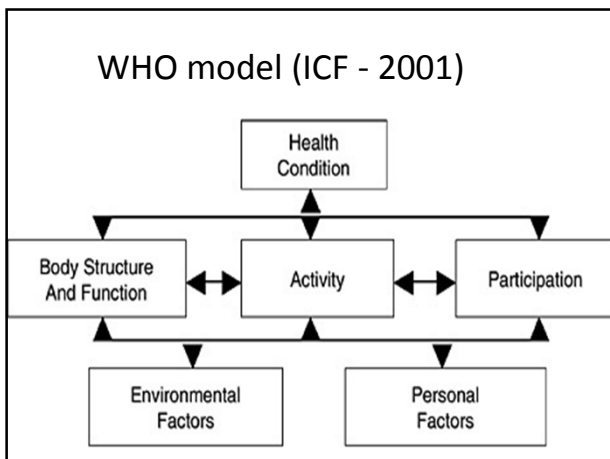 WHO model (ICF - 2001)
Health
Condition
Body Structure
And Function
Activity
Participation
Environmental
Factors
Personal
Factors